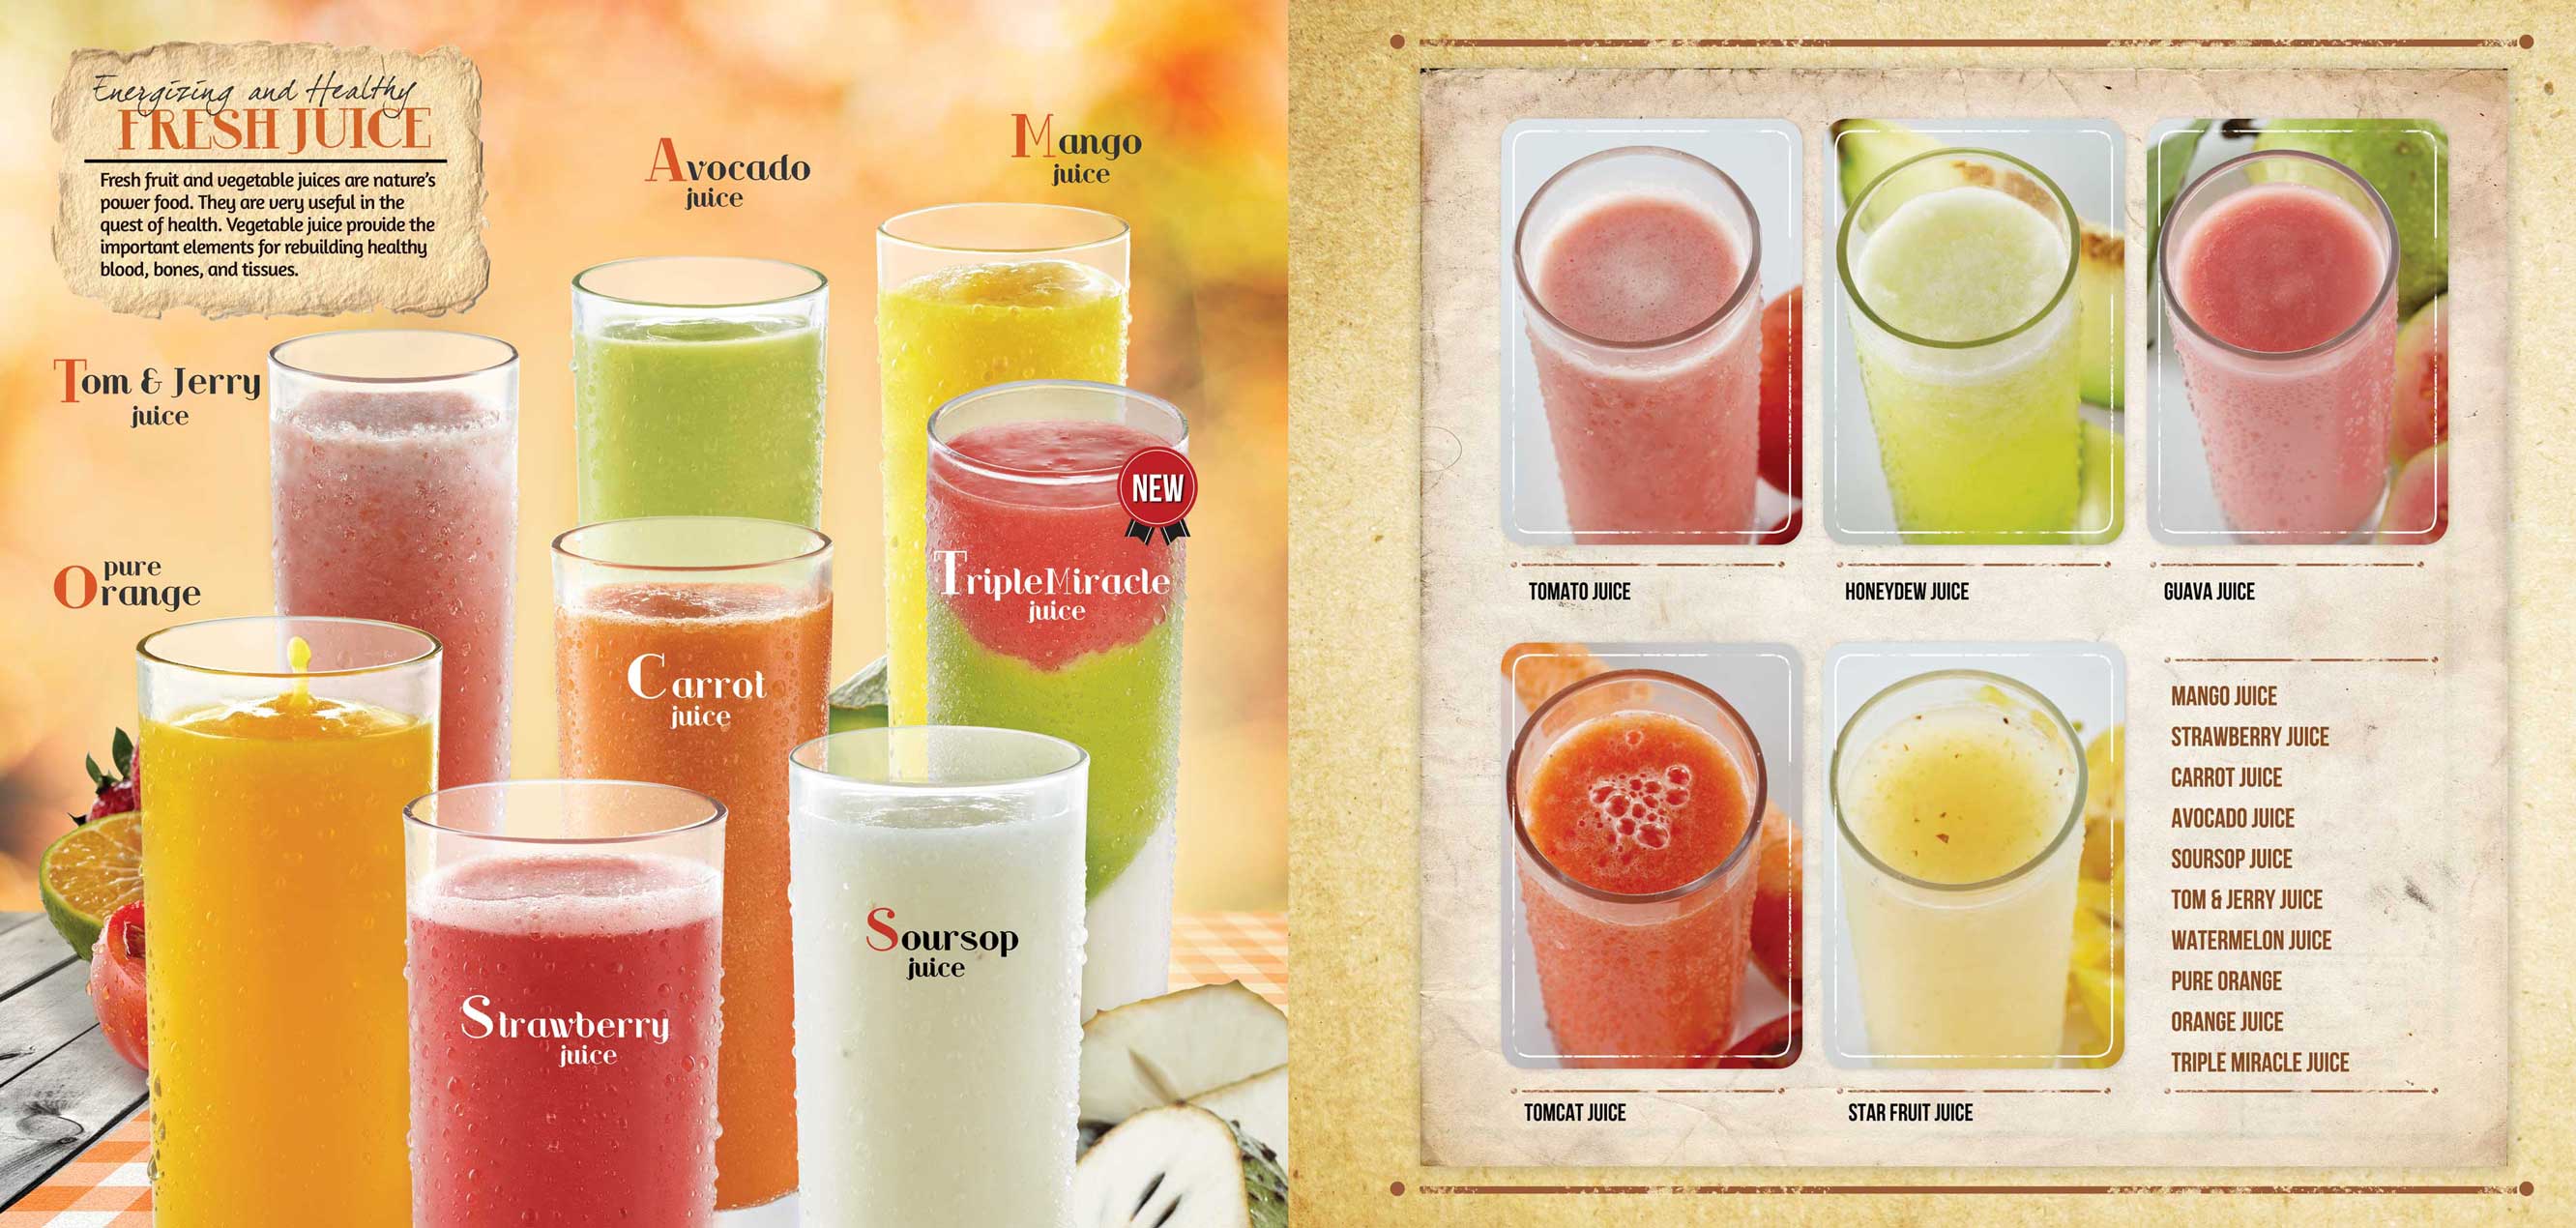 Energizing and Healthy
FRESH JUICE
Fresh fruit and vegetable juices are nature's
power food. They are very useful in the
quest of health. Vegetable juice provide the
important elements for rebuilding healthy
blood, bones, and tissues.
Avocado
juice
Mango
juice
Tom & Jerry
juice
NEW
Triple Miracle
juice
pure
Orange
Carrot
juice
Soursop
juice
Strawberry
juice
TOMATO JUICE
HONEYDEW JUICE
GUAVA JUICE
TOMCAT JUICE
STAR FRUIT JUICE
MANGO JUICE
STRAWBERRY JUICE
CARROT JUICE
AVOCADO JUICE
SOURSOP JUICE
TOM & JERRY JUICE
WATERMELON JUICE
PURE ORANGE
ORANGE JUICE
TRIPLE MIRACLE JUICE